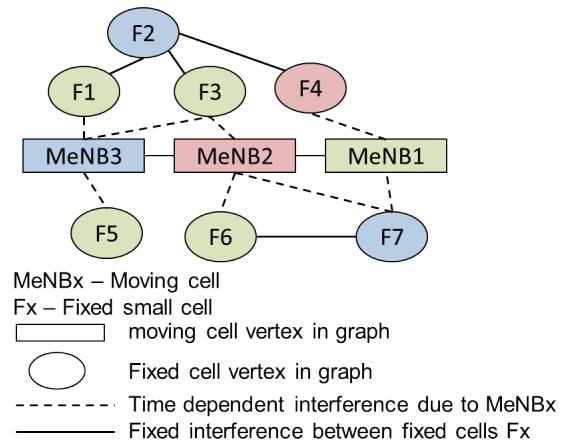 F2
F1 F3 F4
MeNB3 MeNB2 MeNB1
F5 F6 F7
MeNBx – Moving cell
Fx – Fixed small cell
moving cell vertex in graph
Fixed cell vertex in graph
Time dependent interference due to MeNBx
Fixed interference between fixed cells Fx